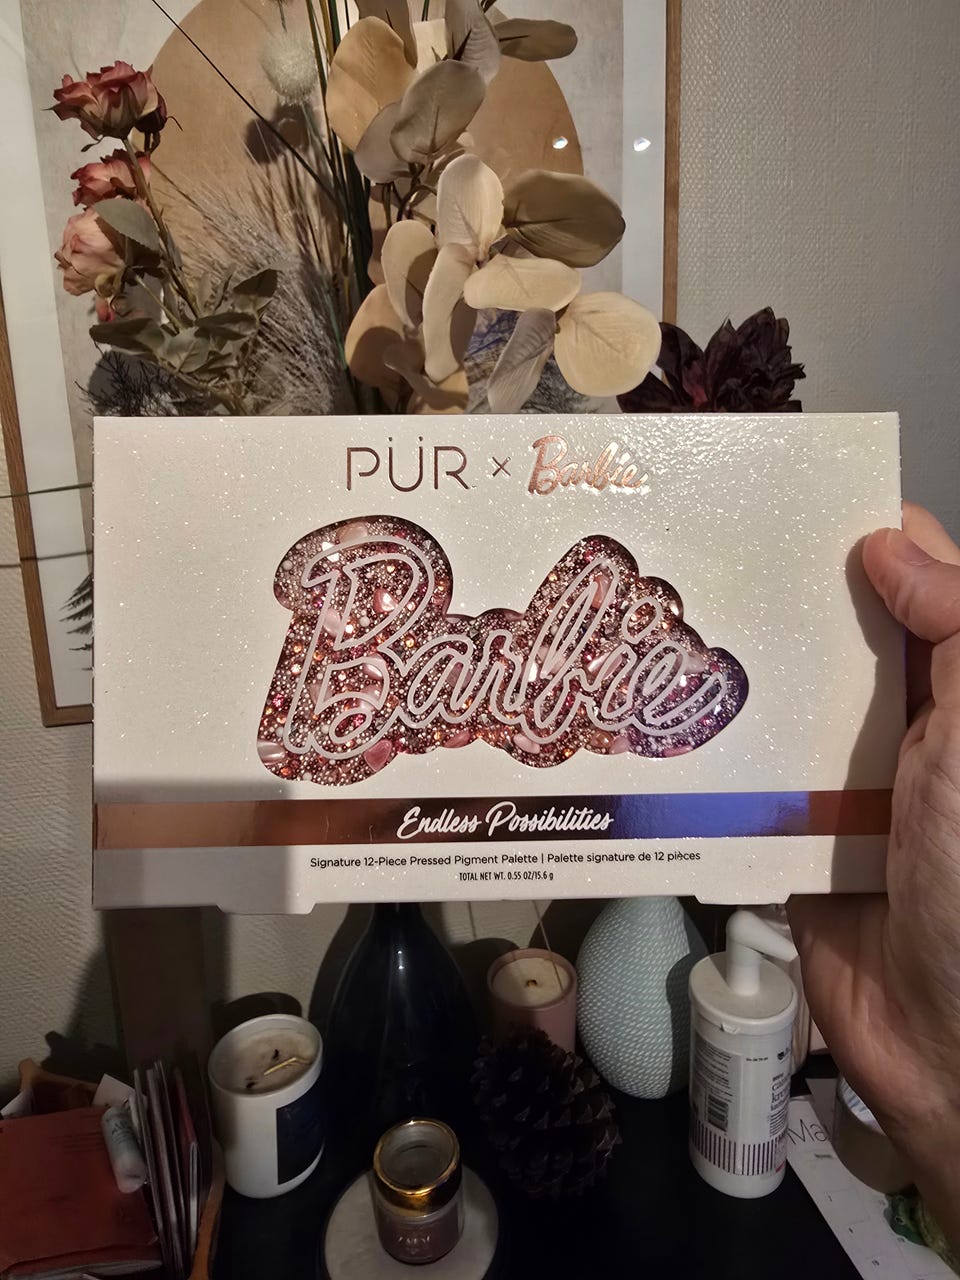 PÜR × Barbie
Barbie
Endless Possibilities
Signature 12-Piece Pressed Pigment Palette | Palette signature de 12 pièces
TOTAL NET WT. 0.55 OZ/15.6 g